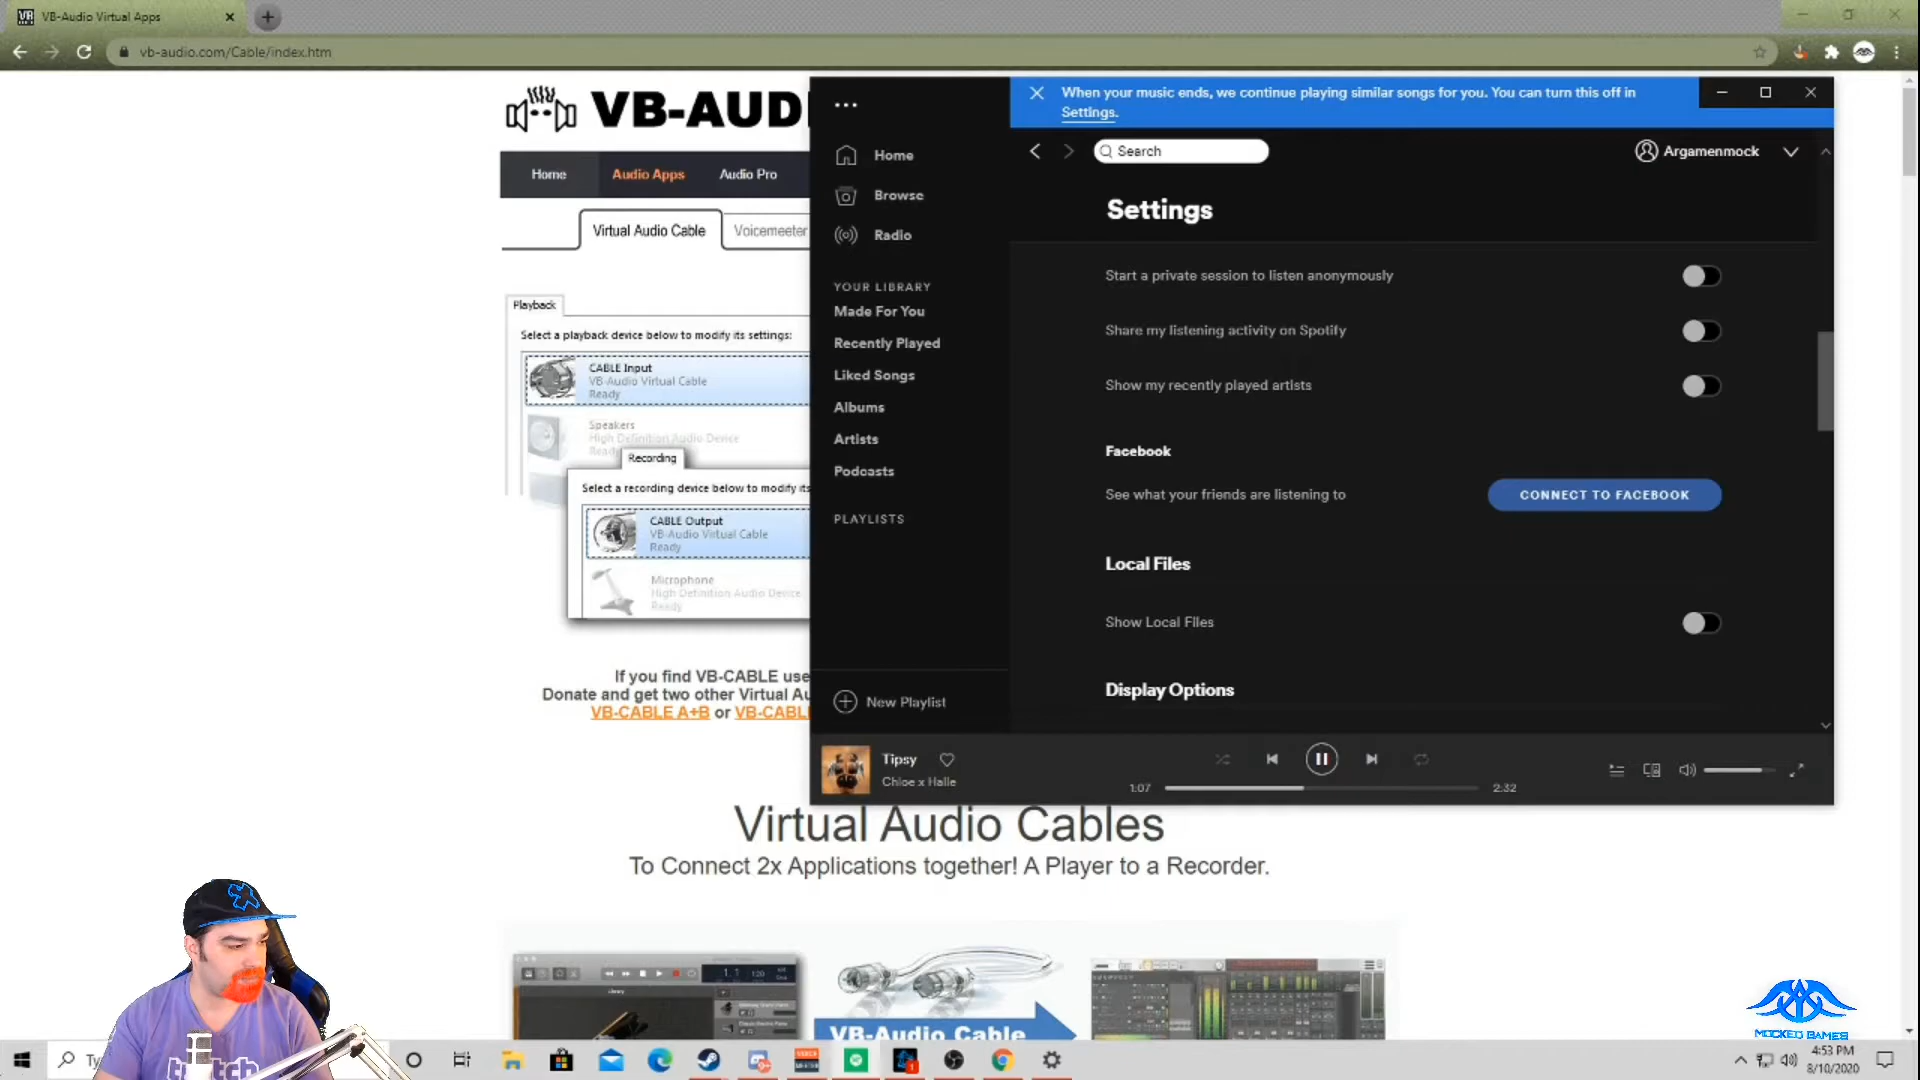 VB-Audio Virtual Apps
vb-audio.com/Cable/index.htm
VB-AUD
Home
Audio Apps
Audio Pro
Virtual Audio Cable
Voicemeeter
Playback
Select a playback device below to modify its settings:
CABLE Input
VB-Audio Virtual Cable
Ready
Speakers
High Definition Audio Device
Recording
Select a recording device below to modify its
CABLE Output
VB-Audio Virtual Cable
Ready
Microphone
High Definition Audio Device
Ready
If you find VB-CABLE use
Donate and get two other Virtual Au
VB-CABLE A+B or VB-CABL
When your music ends, we continue playing similar songs for you. You can turn this off in
Settings.
Search
Argamenmock
Home
Browse
Radio
YOUR LIBRARY
Made For You
Recently Played
Liked Songs
Albums
Artists
Podcasts
PLAYLISTS
New Playlist
Settings
Start a private session to listen anonymously
Share my listening activity on Spotify
Show my recently played artists
Facebook
See what your friends are listening to
CONNECT TO FACEBOOK
Local Files
Show Local Files
Display Options
Tipsy
Chloe x Halle
1:07
2:32
Virtual Audio Cables
To Connect 2x Applications together! A Player to a Recorder.
VB-Audio Cable
MOCKED GAMES
Ty
twitch
4:53 PM
8/10/2020